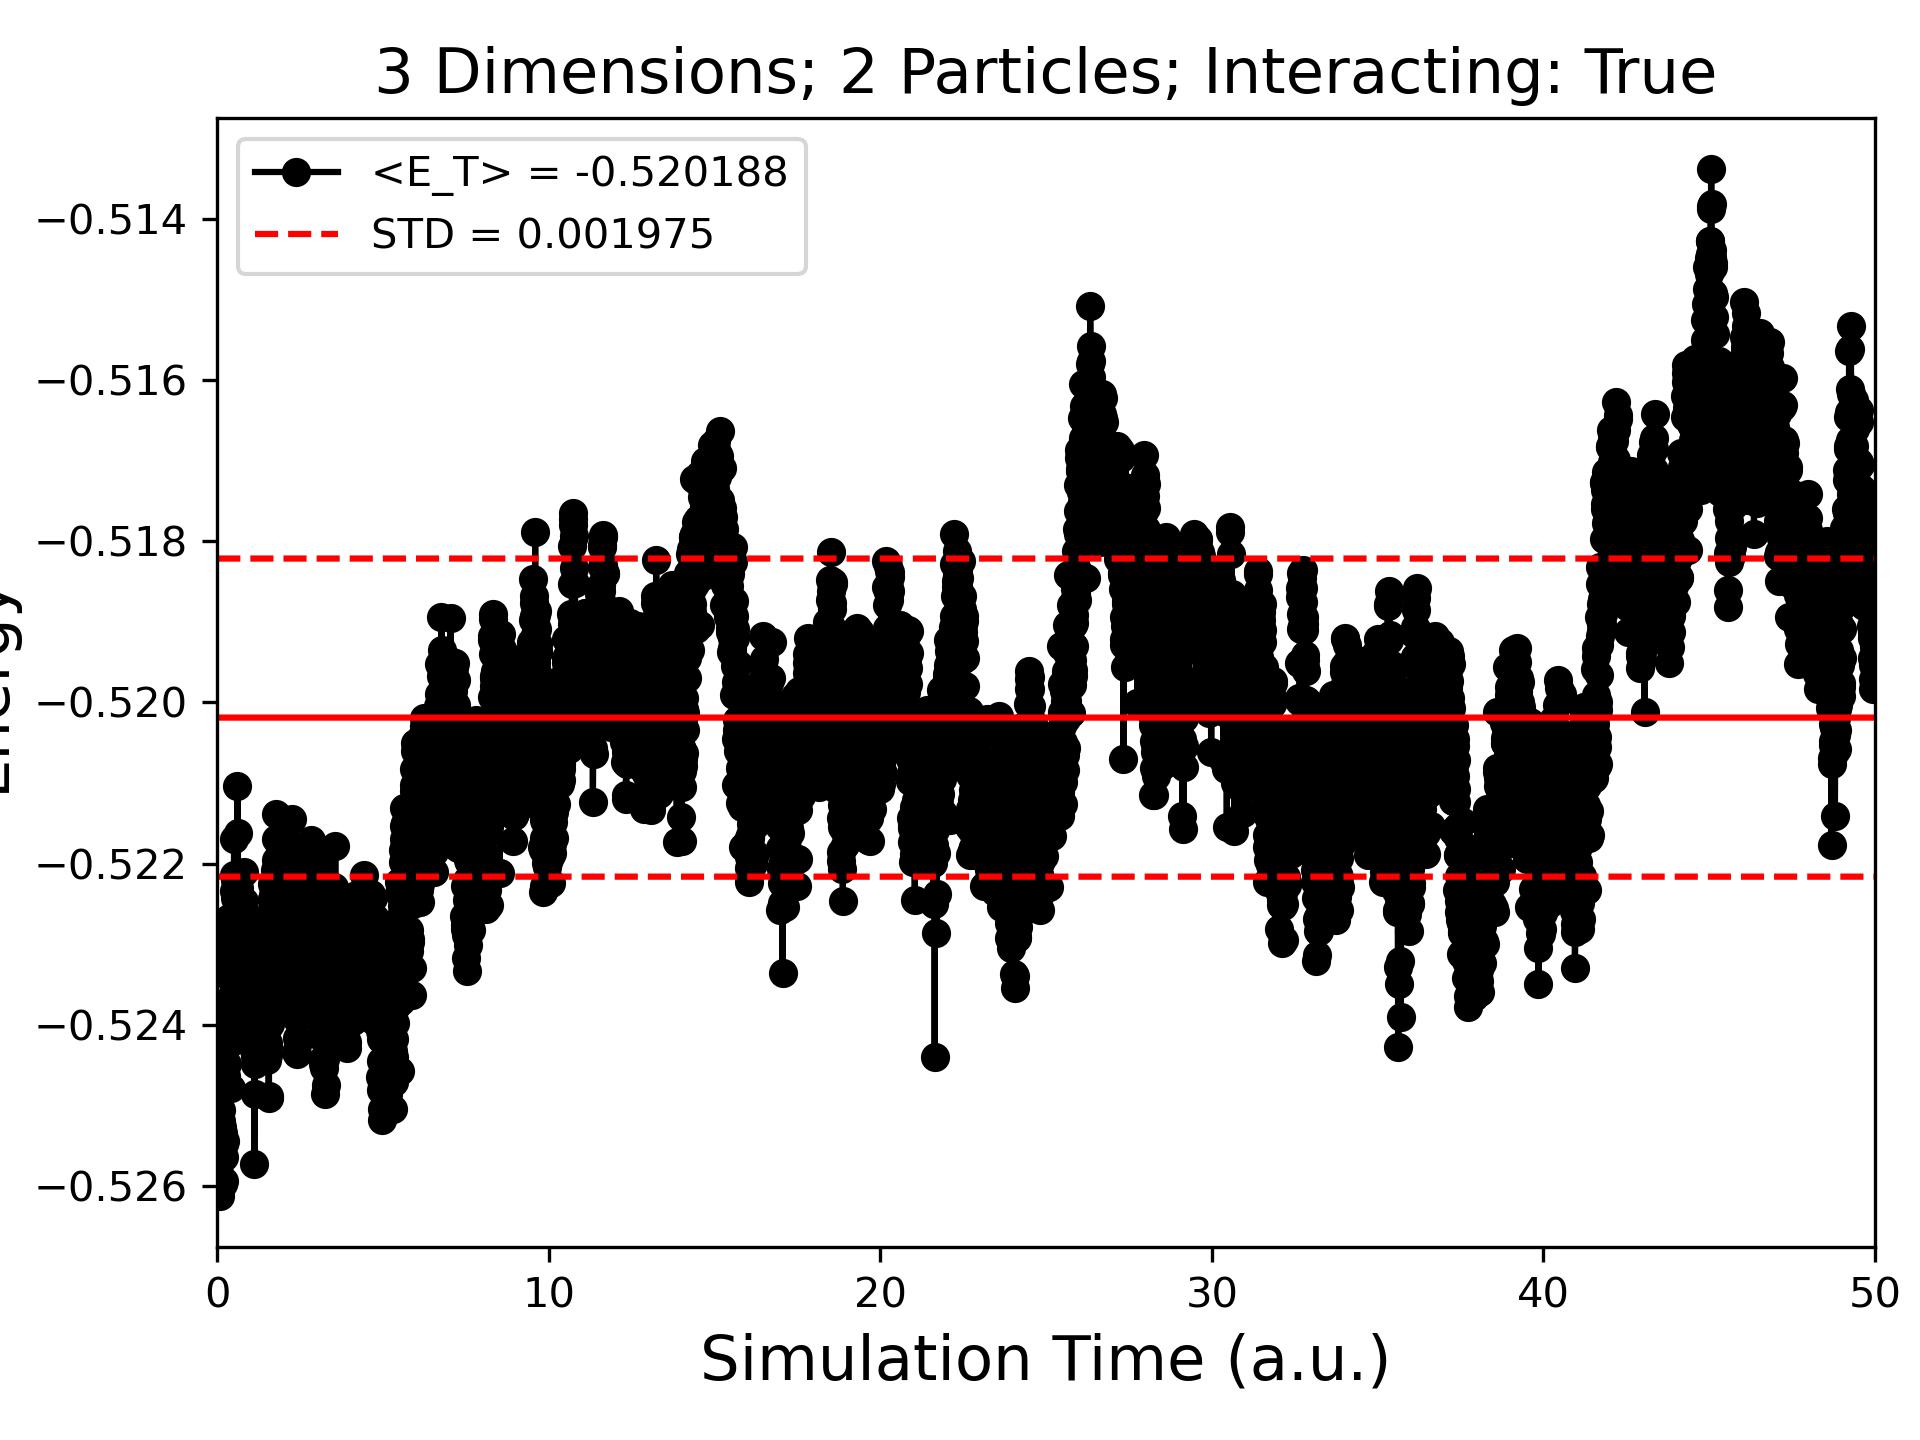 3 Dimensions; 2 Particles; Interacting: True
<E_T> = -0.520188
STD = 0.001975
−0.514
−0.516
−0.518
−0.520
−0.522
−0.524
−0.526
Energy
0 10 20 30 40 50
Simulation Time (a.u.)